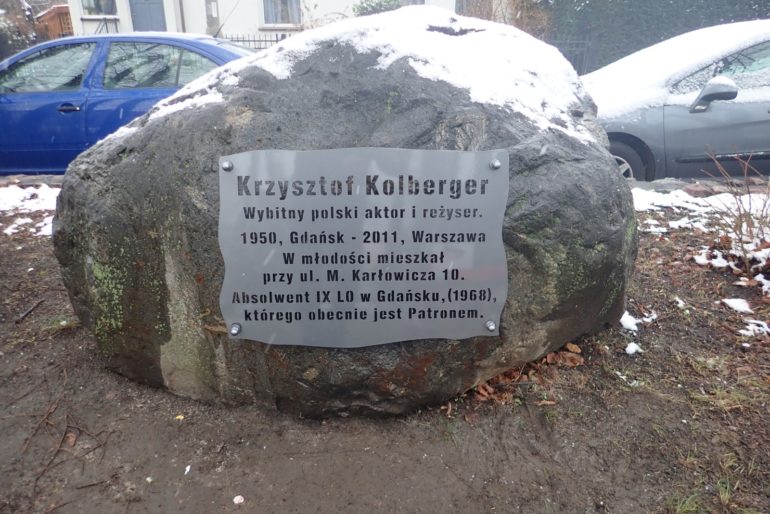 Krzysztof Kolberger
Wybitny polski aktor i reżyser.
1950, Gdańsk - 2011, Warszawa
W młodości mieszkał
przy ul. M. Karłowicza 10.
Absolwent IX LO w Gdańsku,(1968),
którego obecnie jest Patronem.